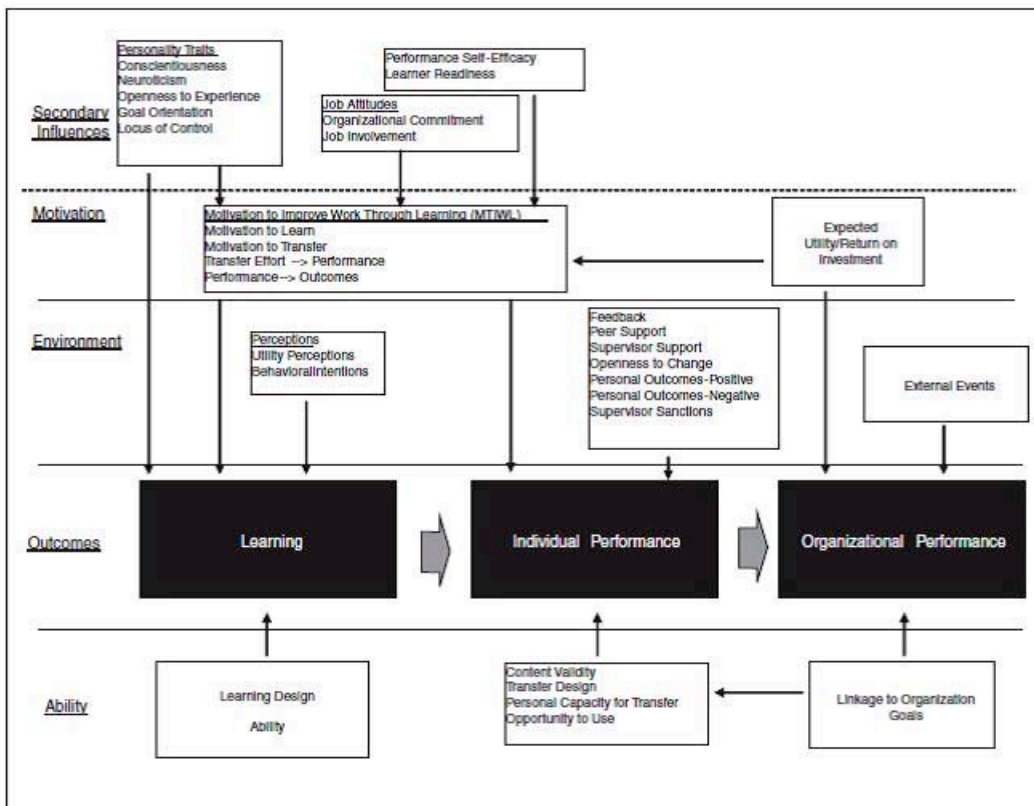 Secondary
Influences
Personality Traits
Conscientiousness
Neuroticism
Openness to Experience
Goal Orientation
Locus of Control
Performance Self-Efficacy
Learner Readiness
Job Attitudes
Organizational Commitment
Job Involvement
Motivation
Motivation to Improve Work Through Learning (MTIWL)
Motivation to Learn
Motivation to Transfer
Transfer Effort --> Performance
Performance--> Outcomes
Expected
Utility/Return on
Investment
Environment
Perceptions
Utility Perceptions
BehavioralIntentions
Feedback
Peer Support
Supervisor Support
Openness to Change
Personal Outcomes-Positive
Personal Outcomes-Negative
Supervisor Sanctions
External Events
Outcomes
Learning
Individual Performance
Organizational Performance
Ability
Learning Design
Ability
Content Validity
Transfer Design
Personal Capacity for Transfer
Opportunity to Use
Linkage to Organization
Goals